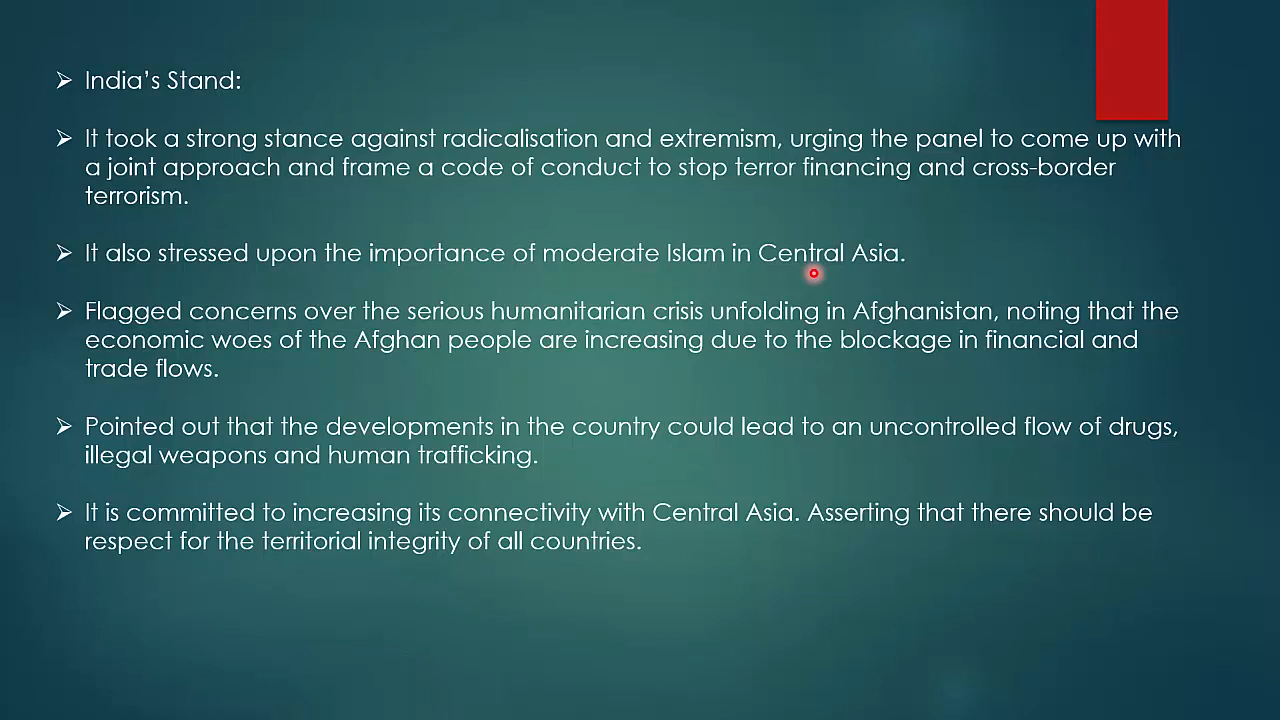 ➢ India’s Stand:
➢ It took a strong stance against radicalisation and extremism, urging the panel to come up with
a joint approach and frame a code of conduct to stop terror financing and cross-border
terrorism.
➢ It also stressed upon the importance of moderate Islam in Central Asia.
➢ Flagged concerns over the serious humanitarian crisis unfolding in Afghanistan, noting that the
economic woes of the Afghan people are increasing due to the blockage in financial and
trade flows.
➢ Pointed out that the developments in the country could lead to an uncontrolled flow of drugs,
illegal weapons and human trafficking.
➢ It is committed to increasing its connectivity with Central Asia. Asserting that there should be
respect for the territorial integrity of all countries.